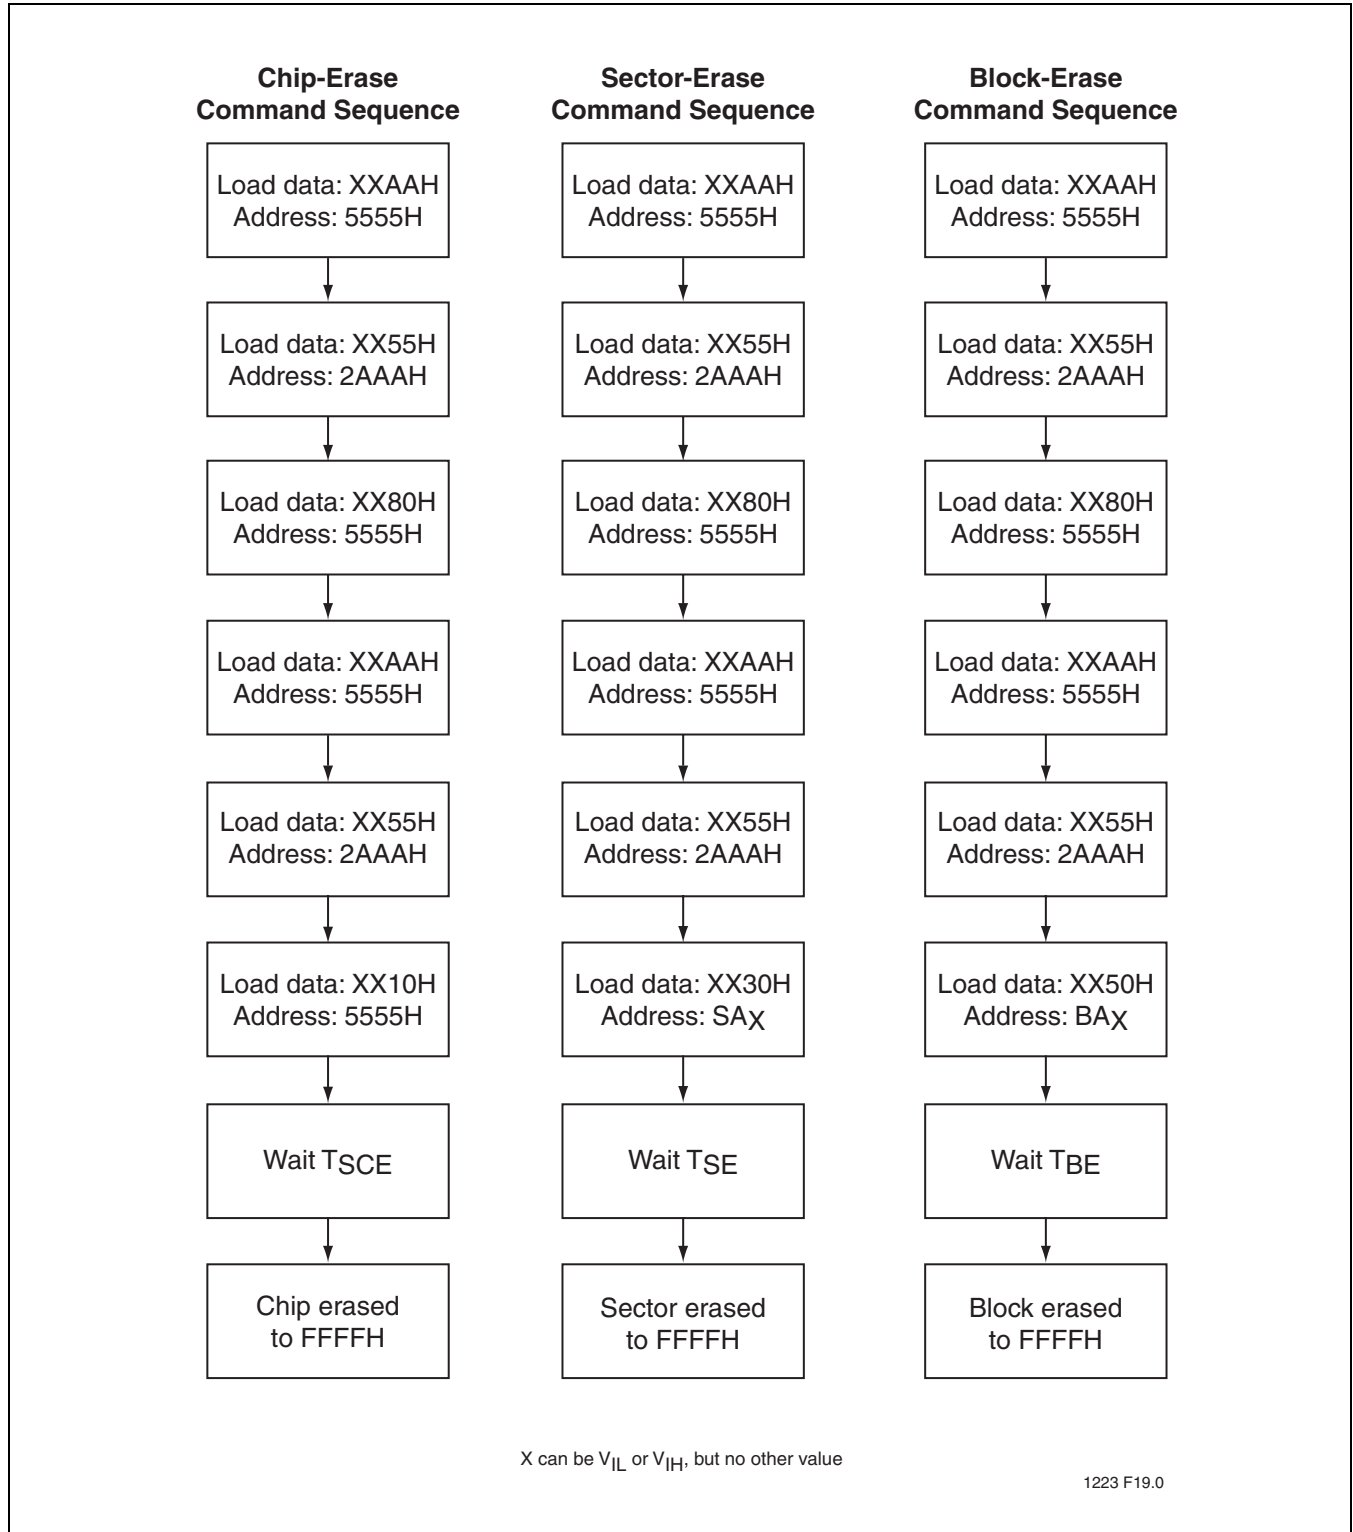 Chip-Erase
Command Sequence
Load data: XXAAH
Address: 5555H
Load data: XX55H
Address: 2AAAH
Load data: XX80H
Address: 5555H
Load data: XXAAH
Address: 5555H
Load data: XX55H
Address: 2AAAH
Load data: XX10H
Address: 5555H
Wait TSCE
Chip erased
to FFFFH
Sector-Erase
Command Sequence
Load data: XXAAH
Address: 5555H
Load data: XX55H
Address: 2AAAH
Load data: XX80H
Address: 5555H
Load data: XXAAH
Address: 5555H
Load data: XX55H
Address: 2AAAH
Load data: XX30H
Address: SAX
Wait TSE
Sector erased
to FFFFH
Block-Erase
Command Sequence
Load data: XXAAH
Address: 5555H
Load data: XX55H
Address: 2AAAH
Load data: XX80H
Address: 5555H
Load data: XXAAH
Address: 5555H
Load data: XX55H
Address: 2AAAH
Load data: XX50H
Address: BAX
Wait TBE
Block erased
to FFFFH
X can be VIL or VIH, but no other value
1223 F19.0